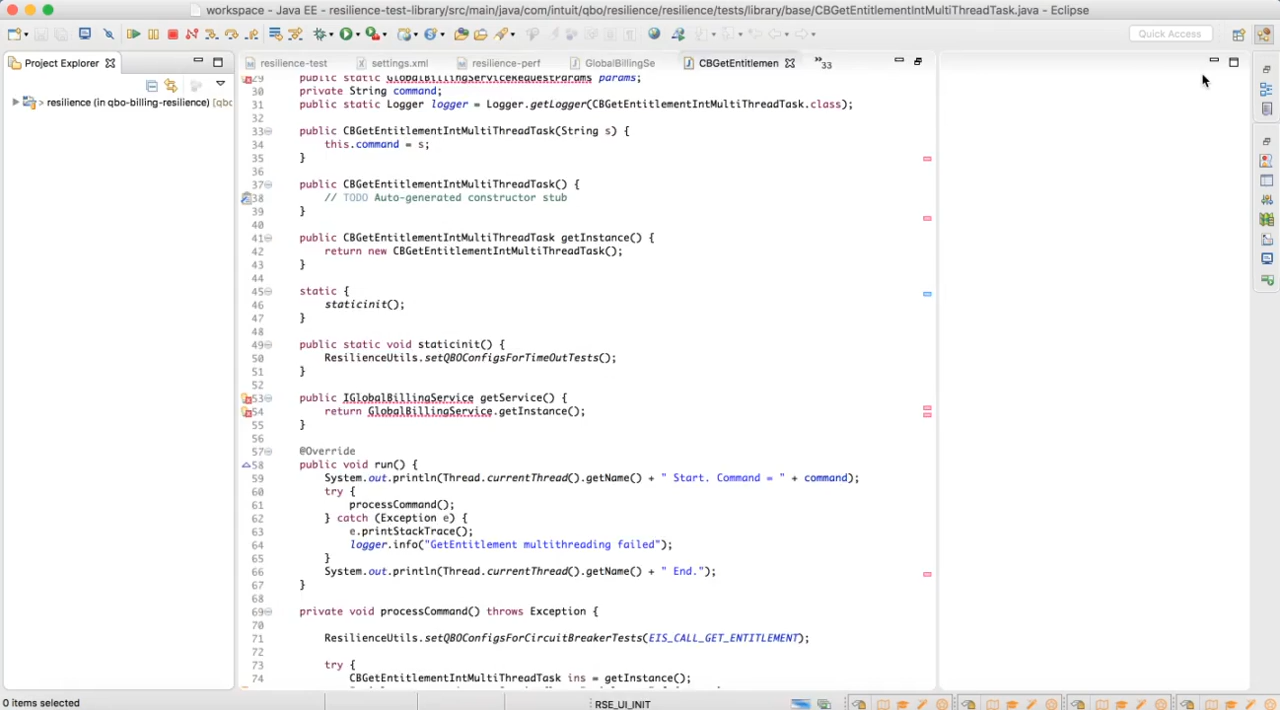 workspace - Java EE - resilience-test-library/src/main/java/com/intuit/qbo/resilience/resilience/tests/library/base/CBGetEntitlementIntMultiThreadTask.java - Eclipse
Quick Access
Project Explorer
resilience-test
settings.xml
resilience-perf
GlobalBillingSe
CBGetEntitlemen
»33
> resilience (in qbo-billing-resilience) [qbo
29 public static GlobalBillingServiceRequestParams params;
30 private String command;
31 public static Logger logger = Logger.getLogger(CBGetEntitlementIntMultiThreadTask.class);
32
33 public CBGetEntitlementIntMultiThreadTask(String s) {
34 this.command = s;
35 }
36
37 public CBGetEntitlementIntMultiThreadTask() {
38 // TODO Auto-generated constructor stub
39 }
40
41 public CBGetEntitlementIntMultiThreadTask getInstance() {
42 return new CBGetEntitlementIntMultiThreadTask();
43 }
44
45 static {
46 staticinit();
47 }
48
49 public static void staticinit() {
50 ResilienceUtils.setQBOConfigsForTimeOutTests();
51 }
52
53 public IGlobalBillingService getService() {
54 return GlobalBillingService.getInstance();
55 }
56
57 @Override
58 public void run() {
59 System.out.println(Thread.currentThread().getName() + " Start. Command = " + command);
60 try {
61 processCommand();
62 } catch (Exception e) {
63 e.printStackTrace();
64 logger.info("GetEntitlement multithreading failed");
65 }
66 System.out.println(Thread.currentThread().getName() + " End.");
67 }
68
69 private void processCommand() throws Exception {
70
71 ResilienceUtils.setQBOConfigsForCircuitBreakerTests(EIS_CALL_GET_ENTITLEMENT);
72
73 try {
74 CBGetEntitlementIntMultiThreadTask ins = getInstance();
0 items selected
RSE_UI_INIT